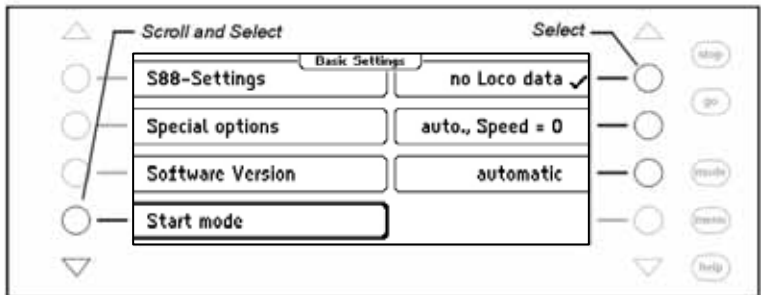 Scroll and Select
Select
Basic Settings
S88-Settings
no Loco data
Special options
auto., Speed = 0
Software Version
automatic
Start mode
stop
go
mode
menu
help